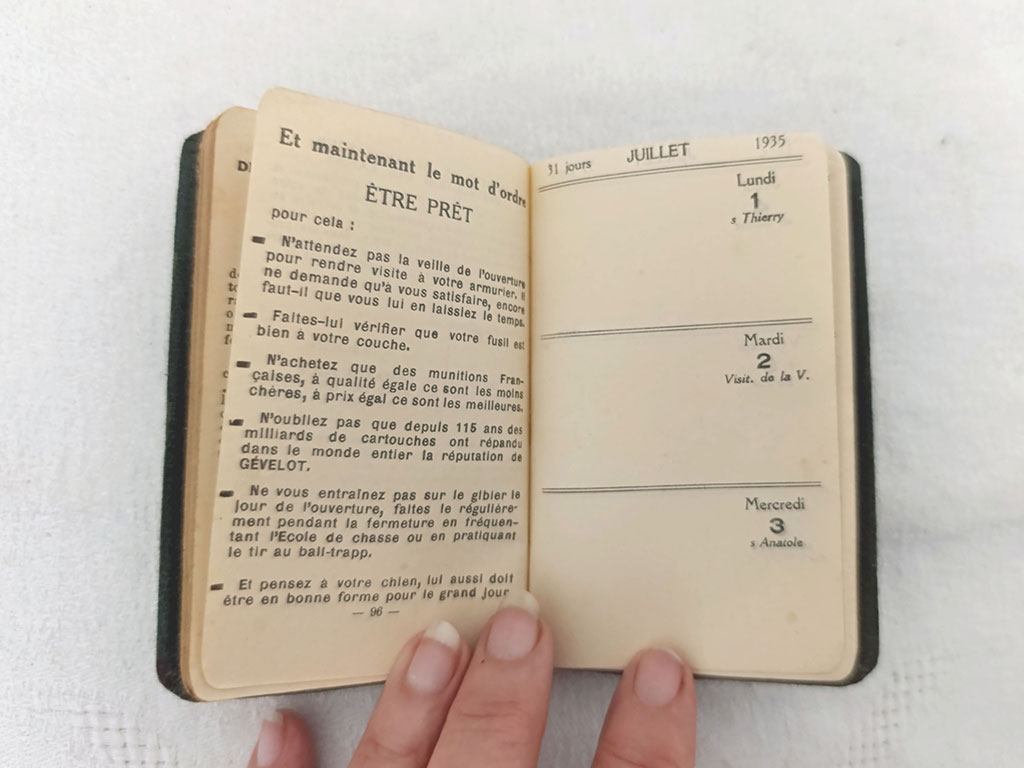 Et maintenant le mot d'ordre
ÊTRE PRÊT
pour cela :
N'attendez pas la veille de l'ouverture
pour rendre visite à votre armurier. Il
ne demande qu'à vous satisfaire, encore
faut-il que vous lui en laissiez le temps.
Faites-lui vérifier que votre fusil est
bien à votre couche.
N'achetez que des munitions Fran-
çaises, à qualité égale ce sont les moins
chères, à prix égal ce sont les meilleures.
N'oubliez pas que depuis 115 ans des
milliards de cartouches ont répandu
dans le monde entier la réputation de
GÉVELOT.
Ne vous entraînez pas sur le gibier le
jour de l'ouverture, faites le régulière-
ment pendant la fermeture en fréquen-
tant l'Ecole de chasse ou en pratiquant
le tir au ball-trapp.
Et pensez à votre chien, lui aussi doit
être en bonne forme pour le grand jour
— 96 —
31 jours JUILLET 1935
Lundi
1
s Thierry
Mardi
2
Visit. de la V.
Mercredi
3
s Anatole